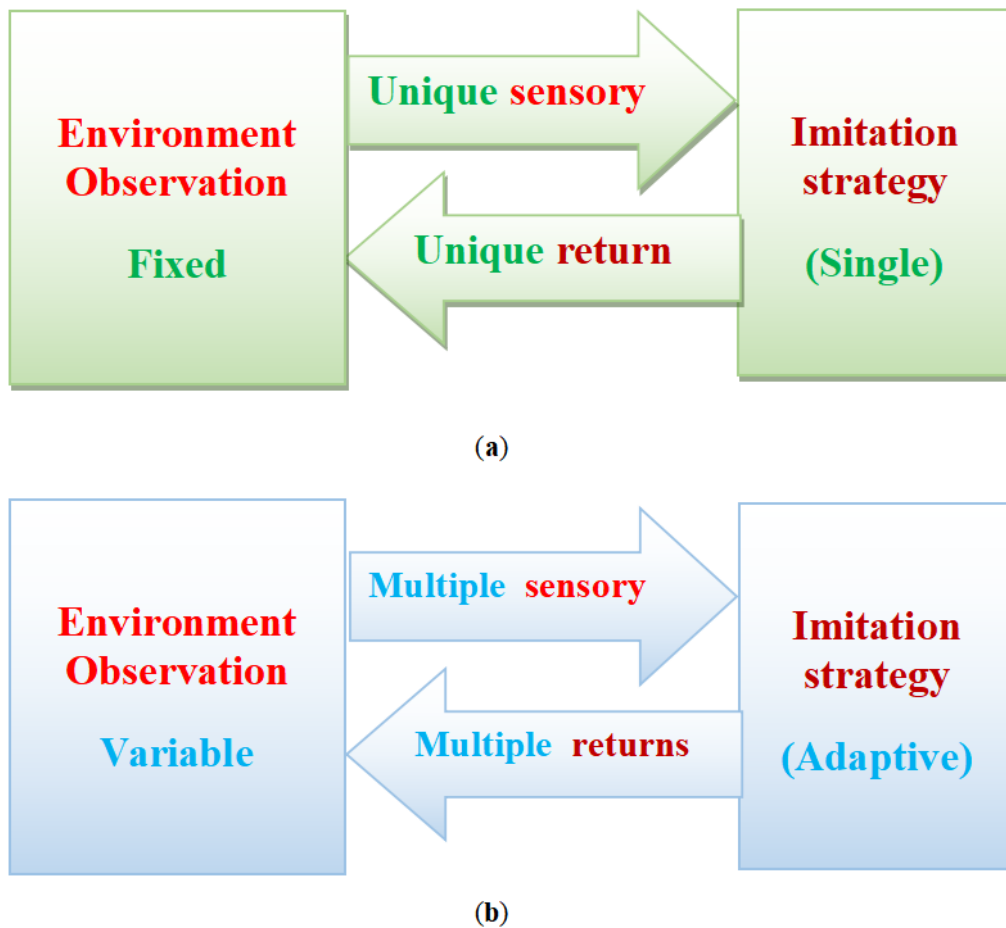 Environment
Observation
Fixed
Unique sensory
Unique return
Imitation
strategy
(Single)
(a)
Environment
Observation
Variable
Multiple sensory
Multiple returns
Imitation
strategy
(Adaptive)
(b)